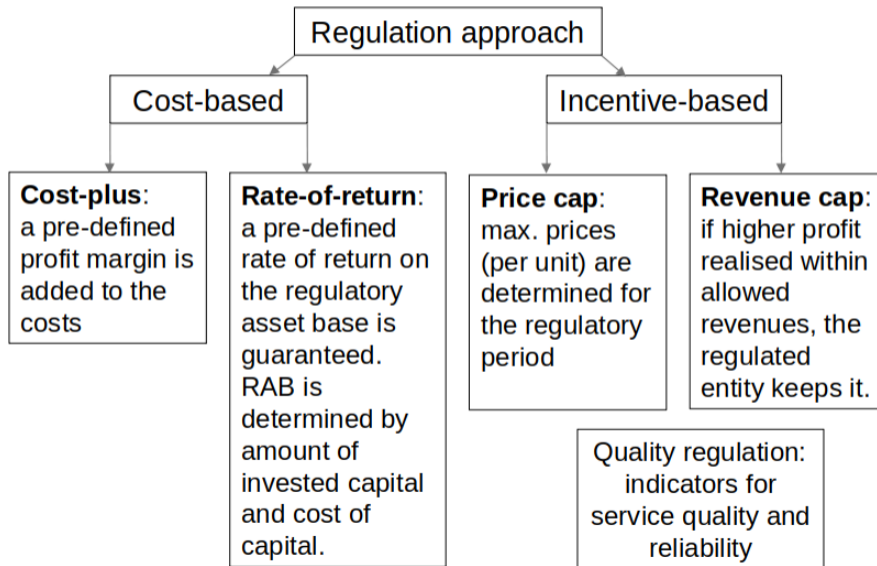 Regulation approach
Cost-based
Incentive-based
Cost-plus:
a pre-defined
profit margin is
added to the
costs
Rate-of-return:
a pre-defined
rate of return on
the regulatory
asset base is
guaranteed.
RAB is
determined by
amount of
invested capital
and cost of
capital.
Price cap:
max. prices
(per unit) are
determined for
the regulatory
period
Revenue cap:
if higher profit
realised within
allowed
revenues, the
regulated
entity keeps it.
Quality regulation:
indicators for
service quality and
reliability